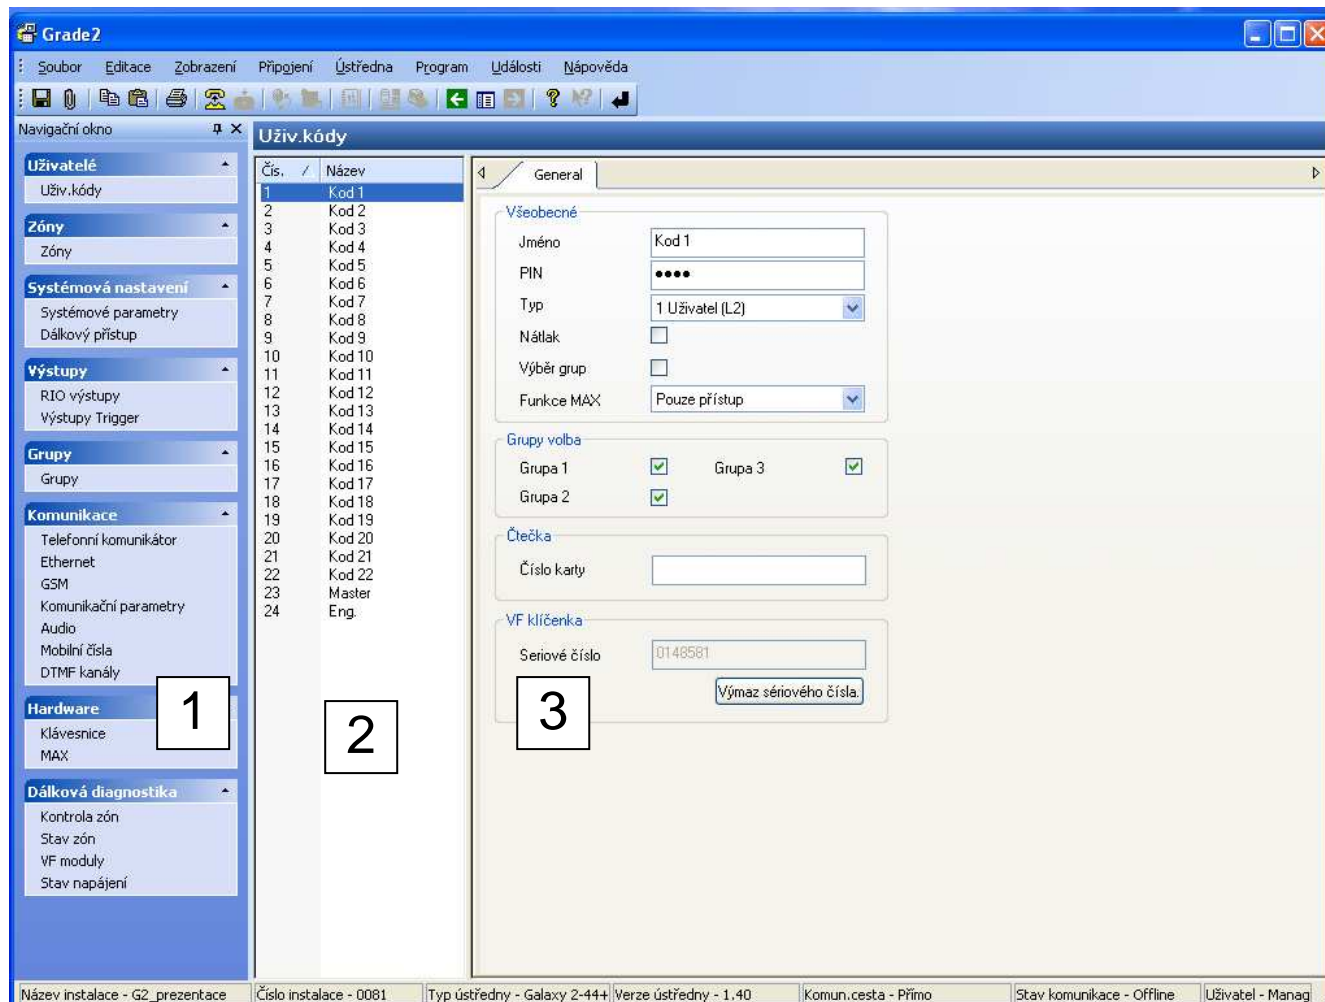 Grade2
Soubor Editace Zobrazení Připojení Ústředna Program Události Nápověda
Navigační okno
Uživatelé
Uživ.kódy
Zóny
Zóny
Systémová nastavení
Systémové parametry
Dálkový přístup
Výstupy
RIO výstupy
Výstupy Trigger
Grupy
Grupy
Komunikace
Telefonní komunikátor
Ethernet
GSM
Komunikační parametry
Audio
Mobilní čísla
DTMF kanály
Hardware
Klávesnice
MAX
Dálková diagnostika
Kontrola zón
Stav zón
VF moduly
Stav napájení
1
Uživ.kódy
Čís. / Název
1 Kod 1
2 Kod 2
3 Kod 3
4 Kod 4
5 Kod 5
6 Kod 6
7 Kod 7
8 Kod 8
9 Kod 9
10 Kod 10
11 Kod 11
12 Kod 12
13 Kod 13
14 Kod 14
15 Kod 15
16 Kod 16
17 Kod 17
18 Kod 18
19 Kod 19
20 Kod 20
21 Kod 21
22 Kod 22
23 Master
24 Eng.
2
General
Všeobecné
Jméno Kod 1
PIN ●●●●
Typ 1 Uživatel (L2)
Nátlak
Výběr grup
Funkce MAX Pouze přístup
Grupy volba
Grupa 1 Grupa 3
Grupa 2
Čtečka
Číslo karty
VF klíčenka
Seriové číslo 0148581
Výmaz sériového čísla.
3
Název instalace - G2_prezentace Číslo instalace - 0081 Typ ústředny - Galaxy 2-44+ Verze ústředny - 1.40 Komun.cesta - Přímo Stav komunikace - Offline Uživatel - Manag